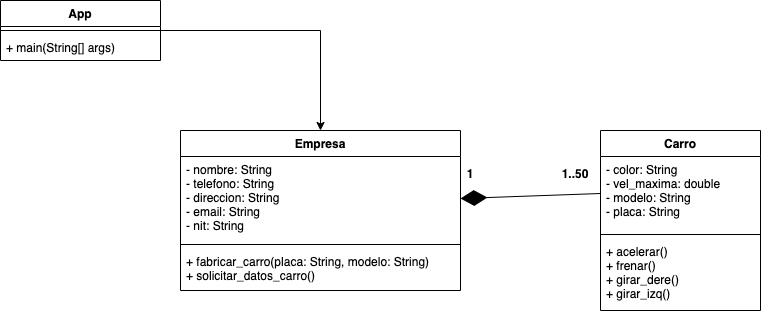 App
+ main(String[] args)
Empresa
- nombre: String
- telefono: String
- direccion: String
- email: String
- nit: String
+ fabricar_carro(placa: String, modelo: String)
+ solicitar_datos_carro()
1
1..50
Carro
- color: String
- vel_maxima: double
- modelo: String
- placa: String
+ acelerar()
+ frenar()
+ girar_dere()
+ girar_izq()